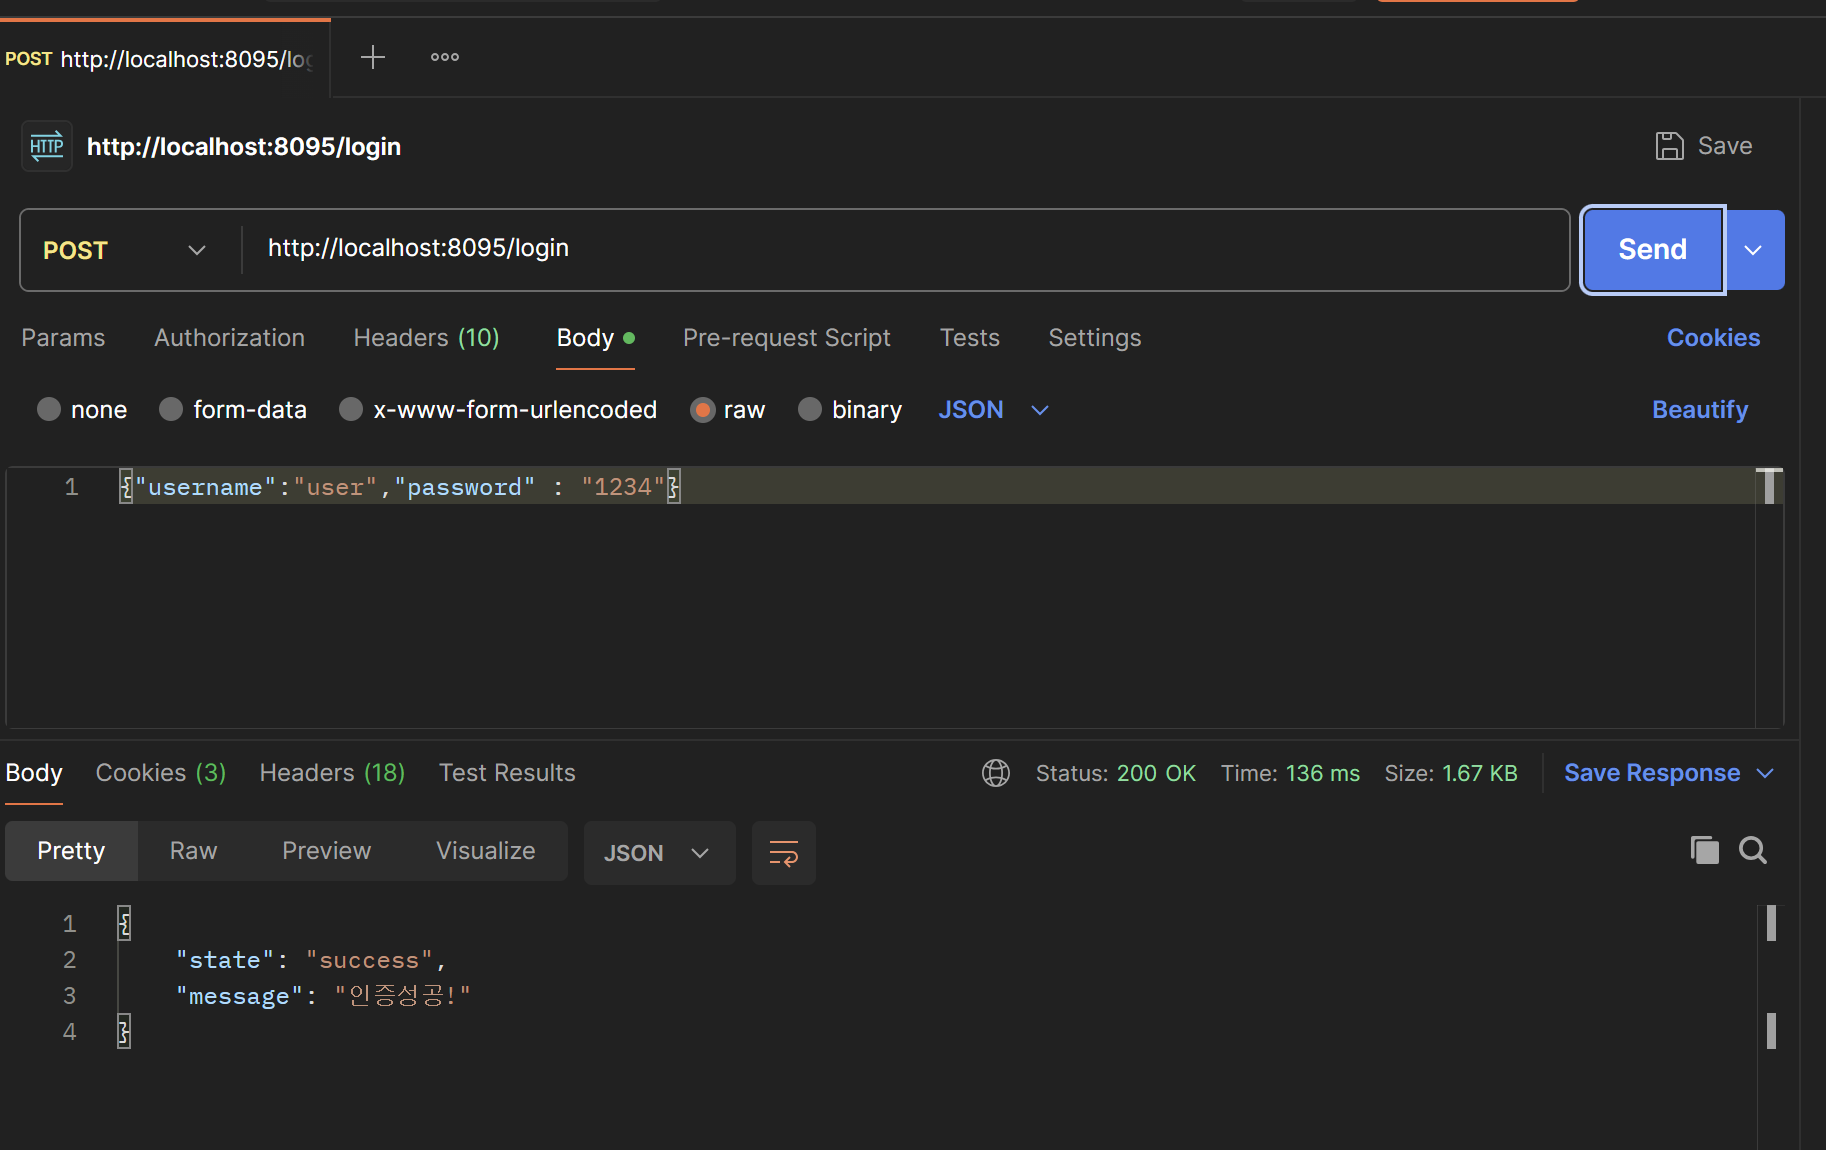 POST http://localhost:8095/log
HTTP http://localhost:8095/login
Save
POST http://localhost:8095/login Send
Params Authorization Headers (10) Body Pre-request Script Tests Settings Cookies
none form-data x-www-form-urlencoded raw binary JSON Beautify
1 {"username":"user","password" : "1234"}
Body Cookies (3) Headers (18) Test Results Status: 200 OK Time: 136 ms Size: 1.67 KB Save Response
Pretty Raw Preview Visualize JSON
1 {
2 "state": "success",
3 "message": "인증성공!"
4 }